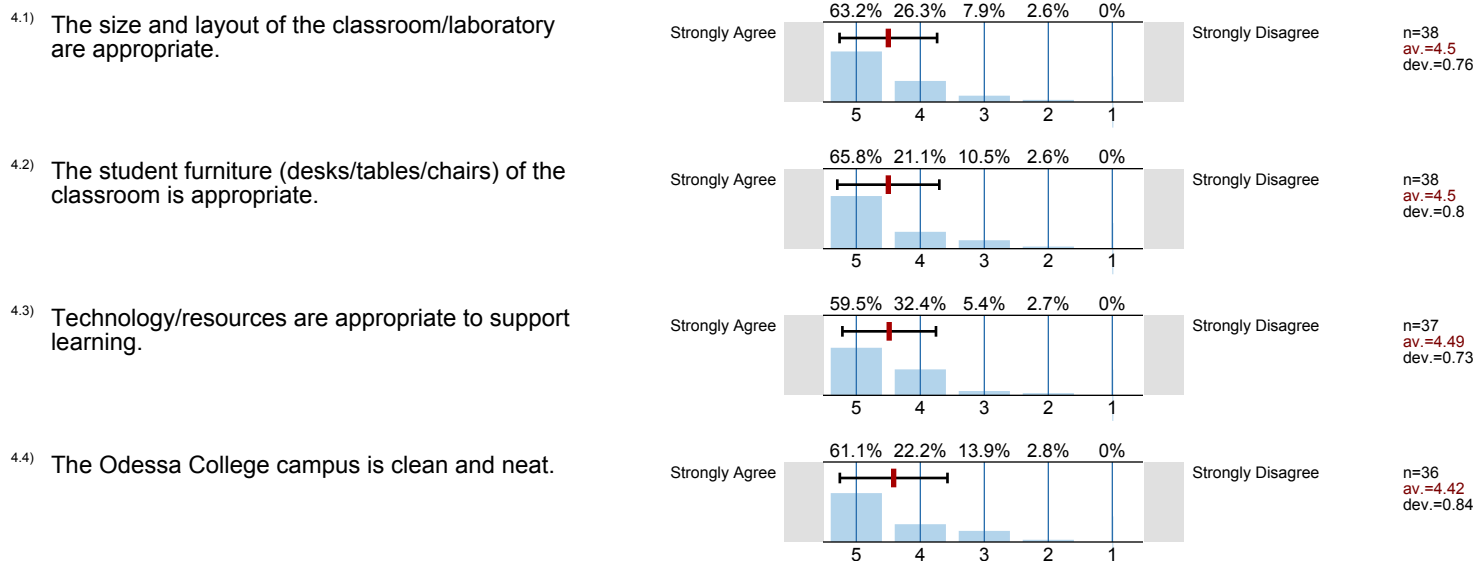 4.1) The size and layout of the classroom/laboratory
are appropriate.
63.2% 26.3% 7.9% 2.6% 0%
Strongly Agree Strongly Disagree
n=38
av.=4.5
dev.=0.76
5 4 3 2 1
4.2) The student furniture (desks/tables/chairs) of the
classroom is appropriate.
65.8% 21.1% 10.5% 2.6% 0%
Strongly Agree Strongly Disagree
n=38
av.=4.5
dev.=0.8
5 4 3 2 1
4.3) Technology/resources are appropriate to support
learning.
59.5% 32.4% 5.4% 2.7% 0%
Strongly Agree Strongly Disagree
n=37
av.=4.49
dev.=0.73
5 4 3 2 1
4.4) The Odessa College campus is clean and neat.
61.1% 22.2% 13.9% 2.8% 0%
Strongly Agree Strongly Disagree
n=36
av.=4.42
dev.=0.84
5 4 3 2 1